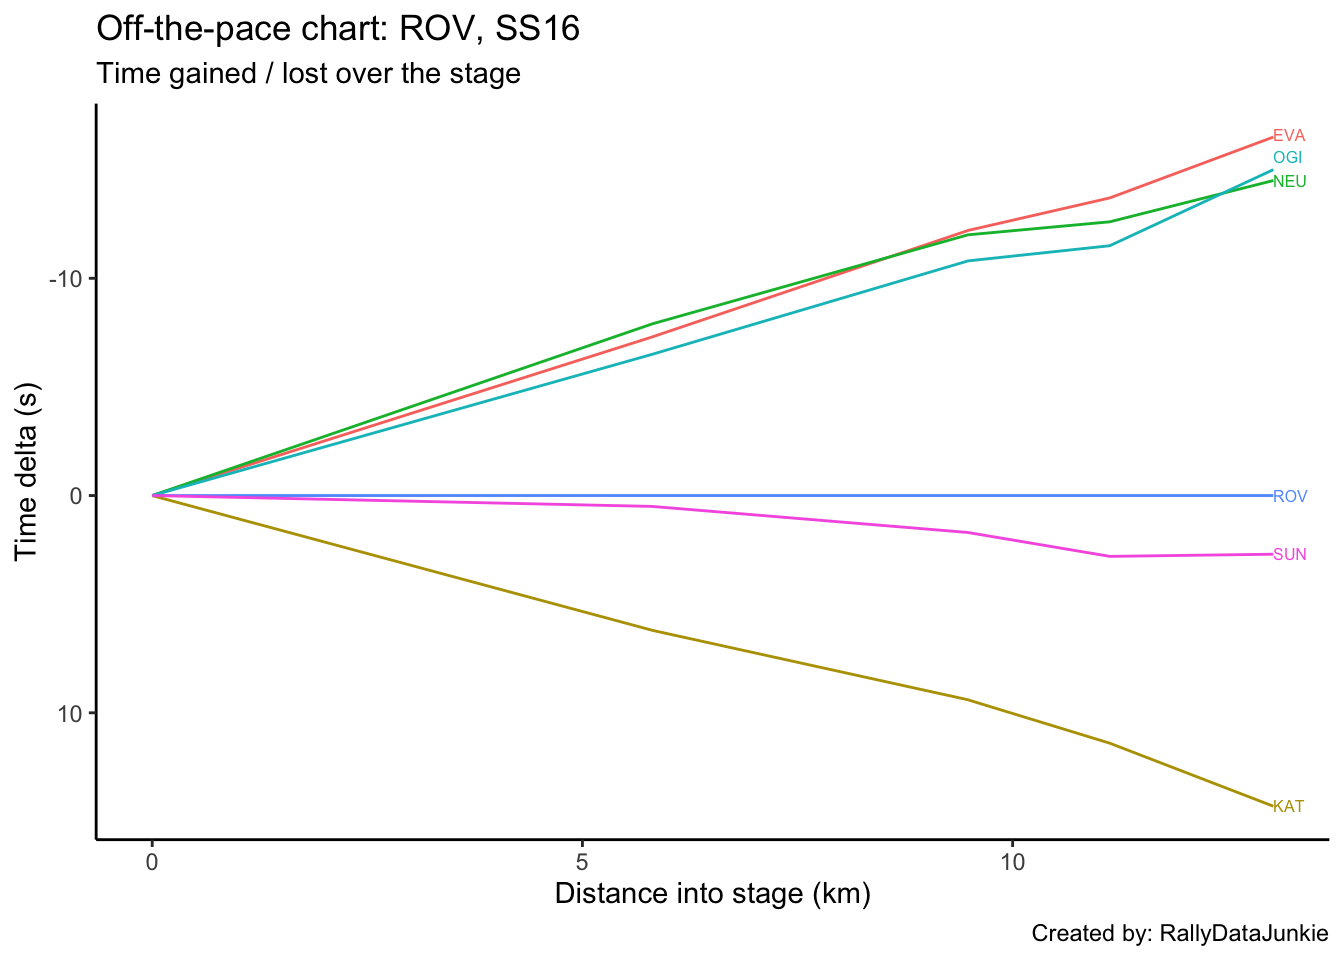 Off-the-pace chart: ROV, SS16
Time gained / lost over the stage
EVA
OGI
NEU
-10
Time delta (s)
0
ROV
SUN
10
KAT
0 5 10
Distance into stage (km)
Created by: RallyDataJunkie